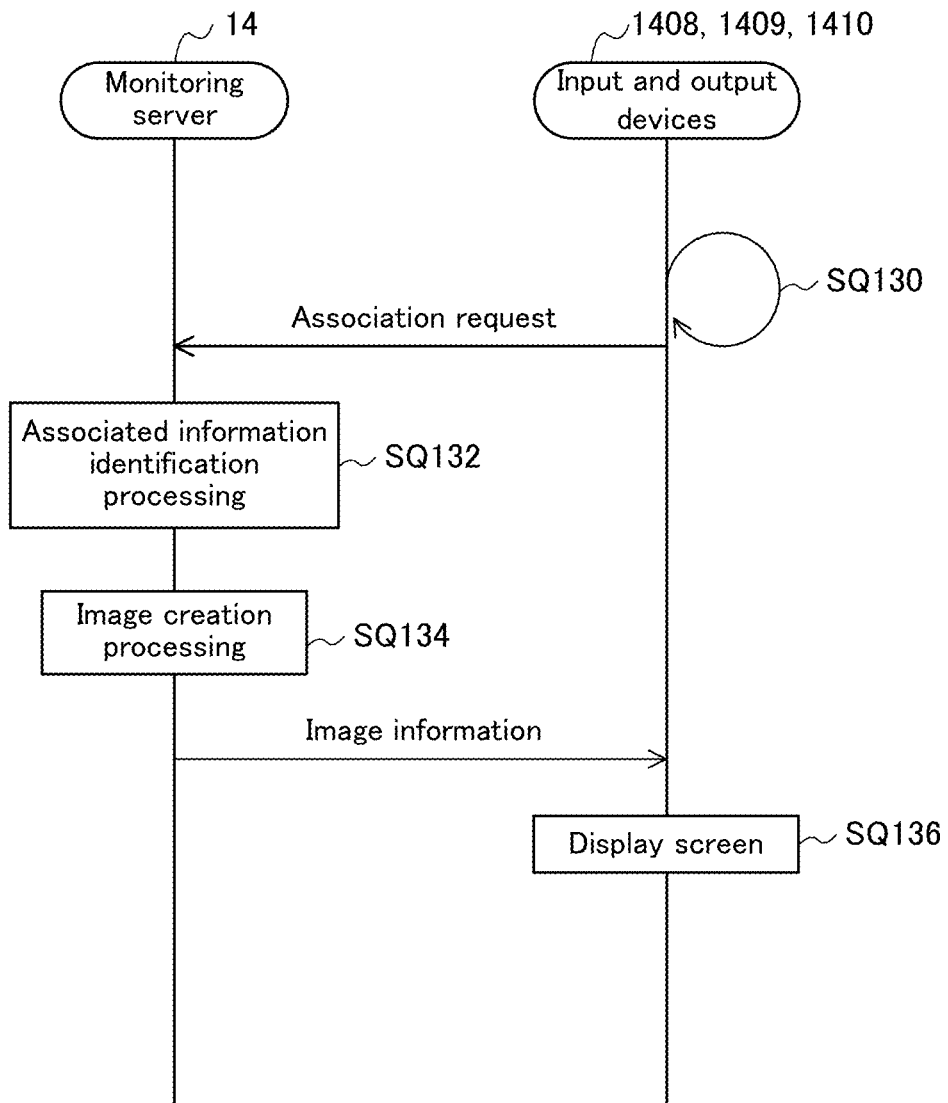 14
1408, 1409, 1410
Monitoring
server
Input and output
devices
SQ130
Association request
Associated information
identification
processing
SQ132
Image creation
processing
SQ134
Image information
Display screen
SQ136